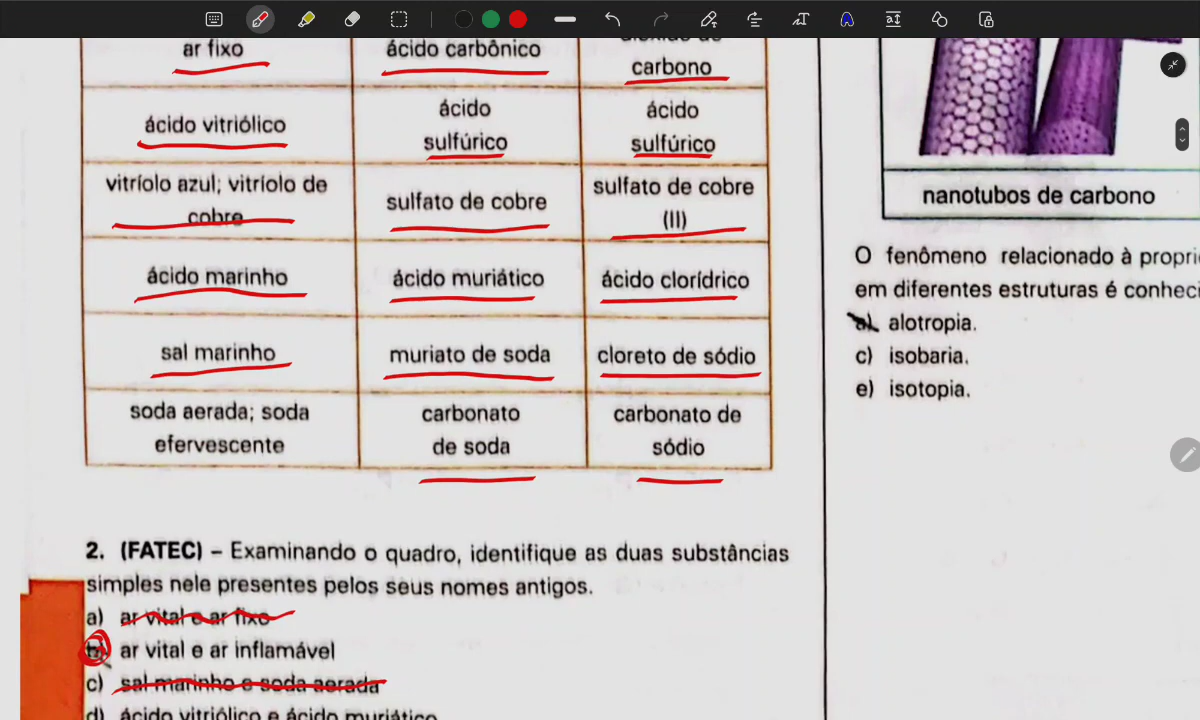 ar fixo
ácido carbônico
carbono
ácido vitriólico
ácido
sulfúrico
ácido
sulfúrico
vitríolo azul; vitríolo de
cobre
sulfato de cobre
sulfato de cobre
(II)
ácido marinho
ácido muriático
ácido clorídrico
sal marinho
muriato de soda
cloreto de sódio
soda aerada; soda
efervescente
carbonato
de soda
carbonato de
sódio
2. (FATEC) – Examinando o quadro, identifique as duas substâncias
simples nele presentes pelos seus nomes antigos.
a) ar vital e ar fixo
b) ar vital e ar inflamável
c) sal marinho e soda aerada
d) ácido vitriólico e ácido muriático
nanotubos de carbono
O fenômeno relacionado à propri
em diferentes estruturas é conheci
a) alotropia.
c) isobaria.
e) isotopia.